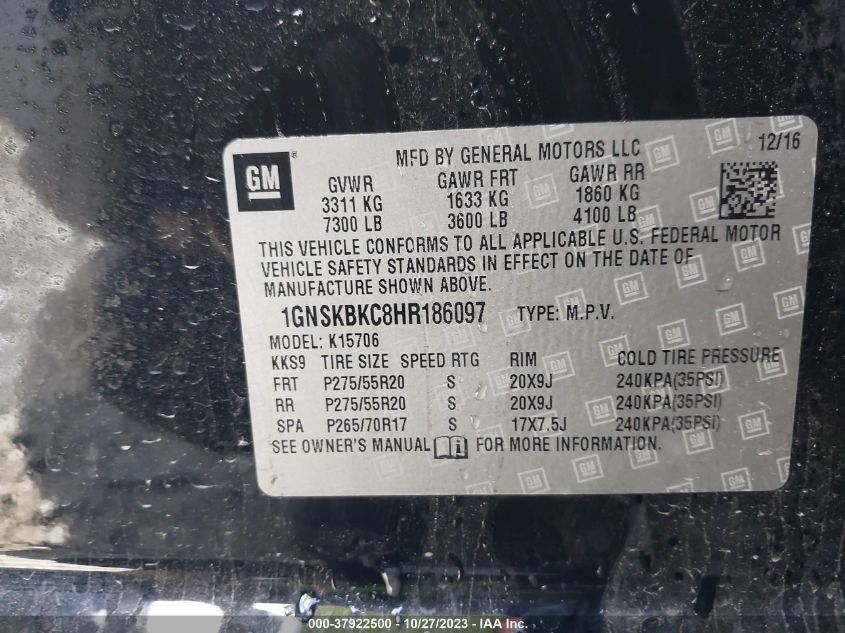 GM ® MFD BY GENERAL MOTORS LLC 12/16
GVWR GAWR FRT GAWR RR
3311 KG 1633 KG 1860 KG
7300 LB 3600 LB 4100 LB
THIS VEHICLE CONFORMS TO ALL APPLICABLE U.S. FEDERAL MOTOR
VEHICLE SAFETY STANDARDS IN EFFECT ON THE DATE OF
MANUFACTURE SHOWN ABOVE.
1GNSKBKC8HR186097 TYPE: M.P.V.
MODEL: K15706
KKS9 TIRE SIZE SPEED RTG RIM COLD TIRE PRESSURE
FRT P275/55R20 S 20X9J 240KPA(35PSI)
RR P275/55R20 S 20X9J 240KPA(35PSI)
SPA P265/70R17 S 17X7.5J 240KPA(35PSI)
SEE OWNER'S MANUAL FOR MORE INFORMATION.
000-37922500 - 10/27/2023 - IAA Inc.